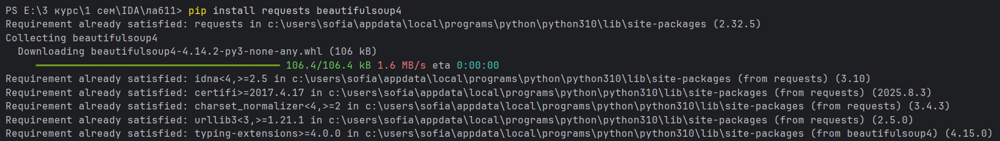 PS E:\3 курс\1 сем\IDA\лаб11> pip install requests beautifulsoup4
Requirement already satisfied: requests in c:\users\sofia\appdata\local\programs\python\python310\lib\site-packages (2.32.5)
Collecting beautifulsoup4
  Downloading beautifulsoup4-4.14.2-py3-none-any.whl (106 kB)
106.4/106.4 kB 1.6 MB/s eta 0:00:00
Requirement already satisfied: idna<4,>=2.5 in c:\users\sofia\appdata\local\programs\python\python310\lib\site-packages (from requests) (3.10)
Requirement already satisfied: certifi>=2017.4.17 in c:\users\sofia\appdata\local\programs\python\python310\lib\site-packages (from requests) (2025.8.3)
Requirement already satisfied: charset_normalizer<4,>=2 in c:\users\sofia\appdata\local\programs\python\python310\lib\site-packages (from requests) (3.4.3)
Requirement already satisfied: urllib3<3,>=1.21.1 in c:\users\sofia\appdata\local\programs\python\python310\lib\site-packages (from requests) (2.5.0)
Requirement already satisfied: typing-extensions>=4.0.0 in c:\users\sofia\appdata\local\programs\python\python310\lib\site-packages (from beautifulsoup4) (4.15.0)